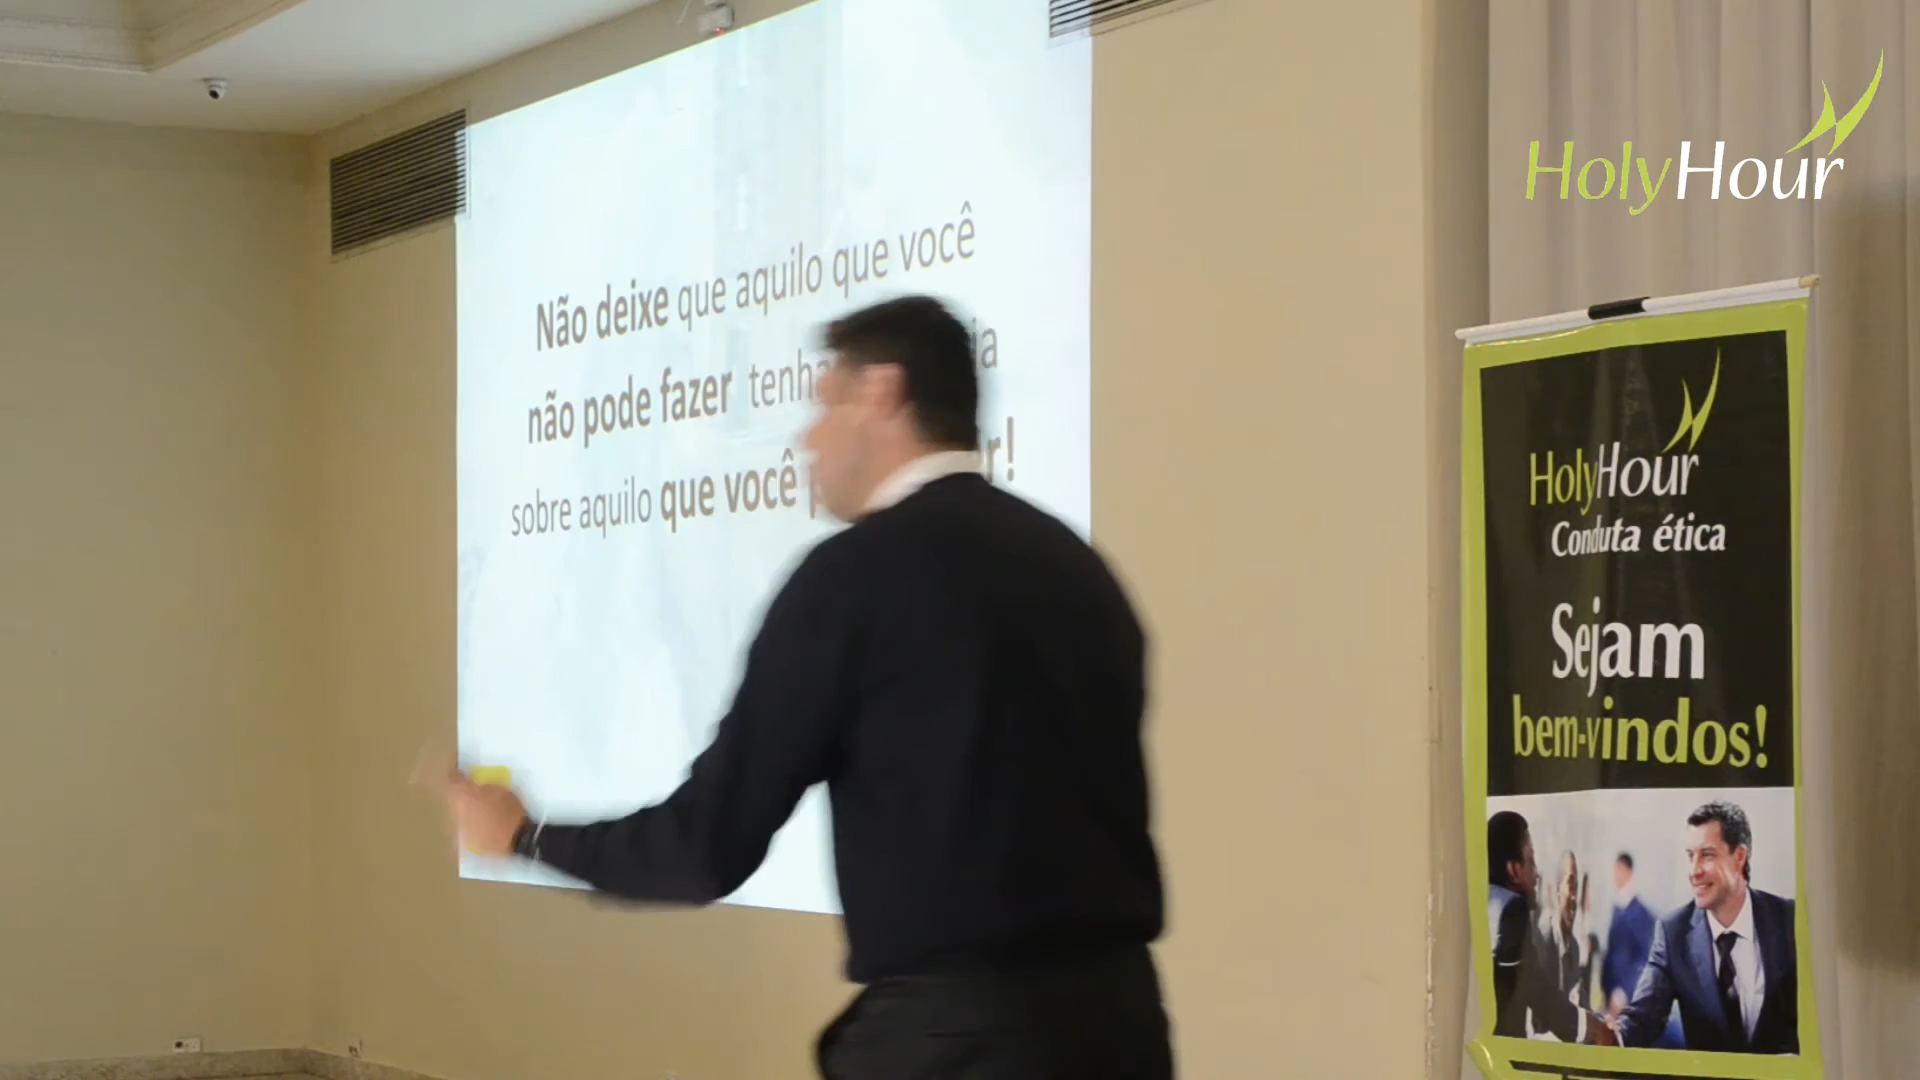 HolyHour
Não deixe que aquilo que você
não pode fazer tenha
sobre aquilo que você
HolyHour
Conduta ética
Sejam
bem-vindos!